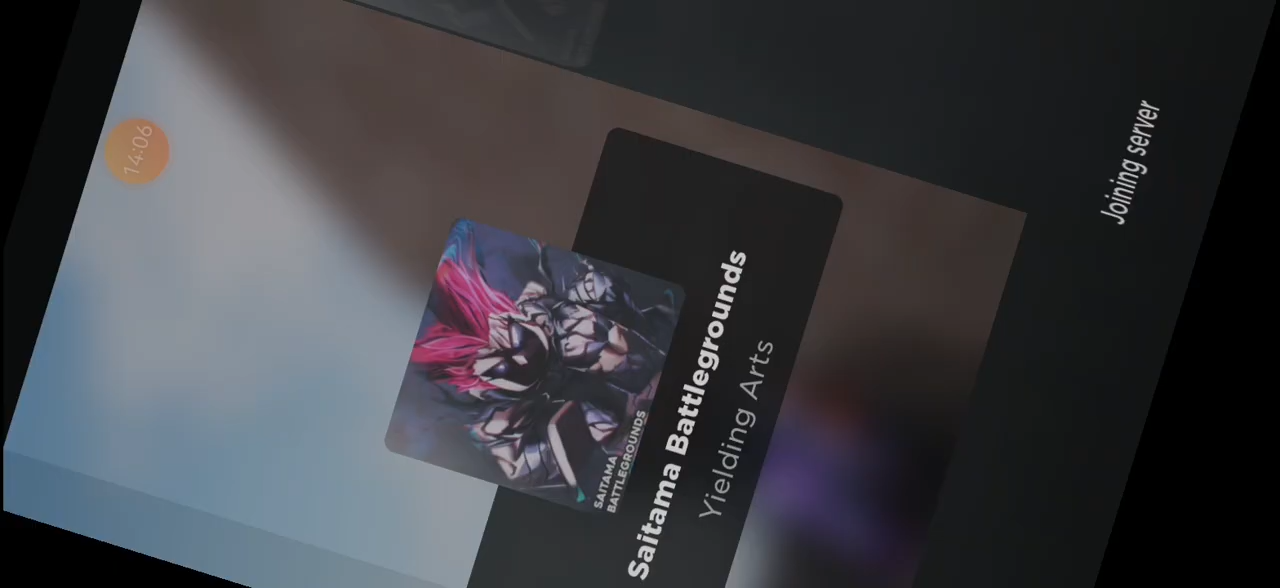 14:06
SAITAMA
BATTLEGROUNDS
Saitama Battlegrounds
Yielding Arts
Joining server